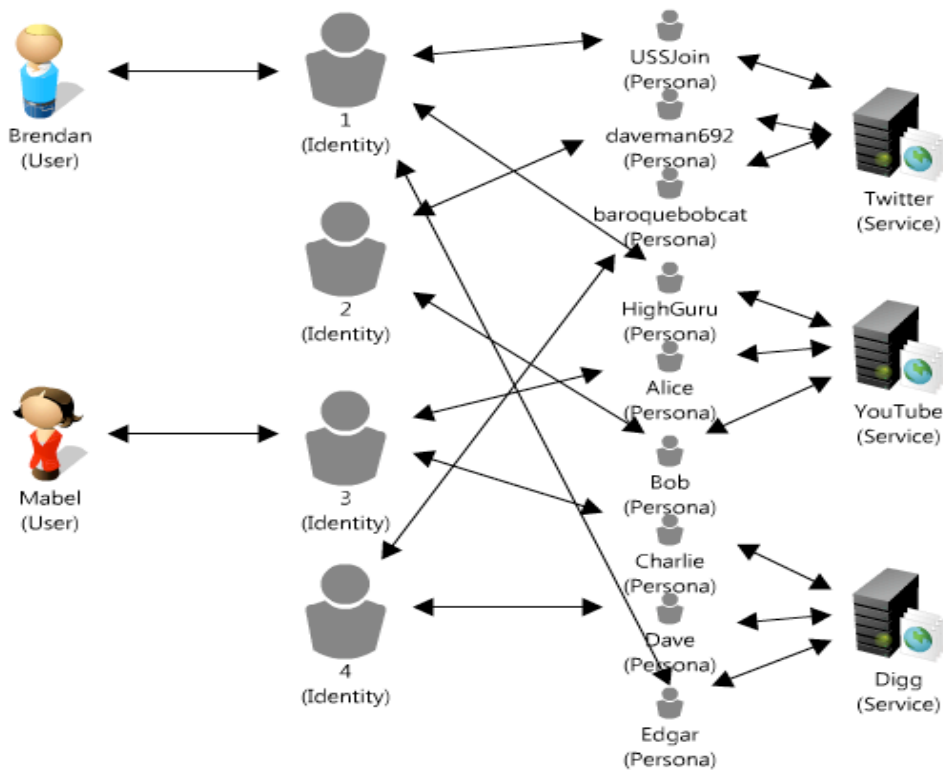 Brendan
(User)
Mabel
(User)
1
(Identity)
2
(Identity)
3
(Identity)
4
(Identity)
USSJoin
(Persona)
daveman692
(Persona)
baroquebobcat
(Persona)
HighGuru
(Persona)
Alice
(Persona)
Bob
(Persona)
Charlie
(Persona)
Dave
(Persona)
Edgar
(Persona)
Twitter
(Service)
YouTube
(Service)
Digg
(Service)